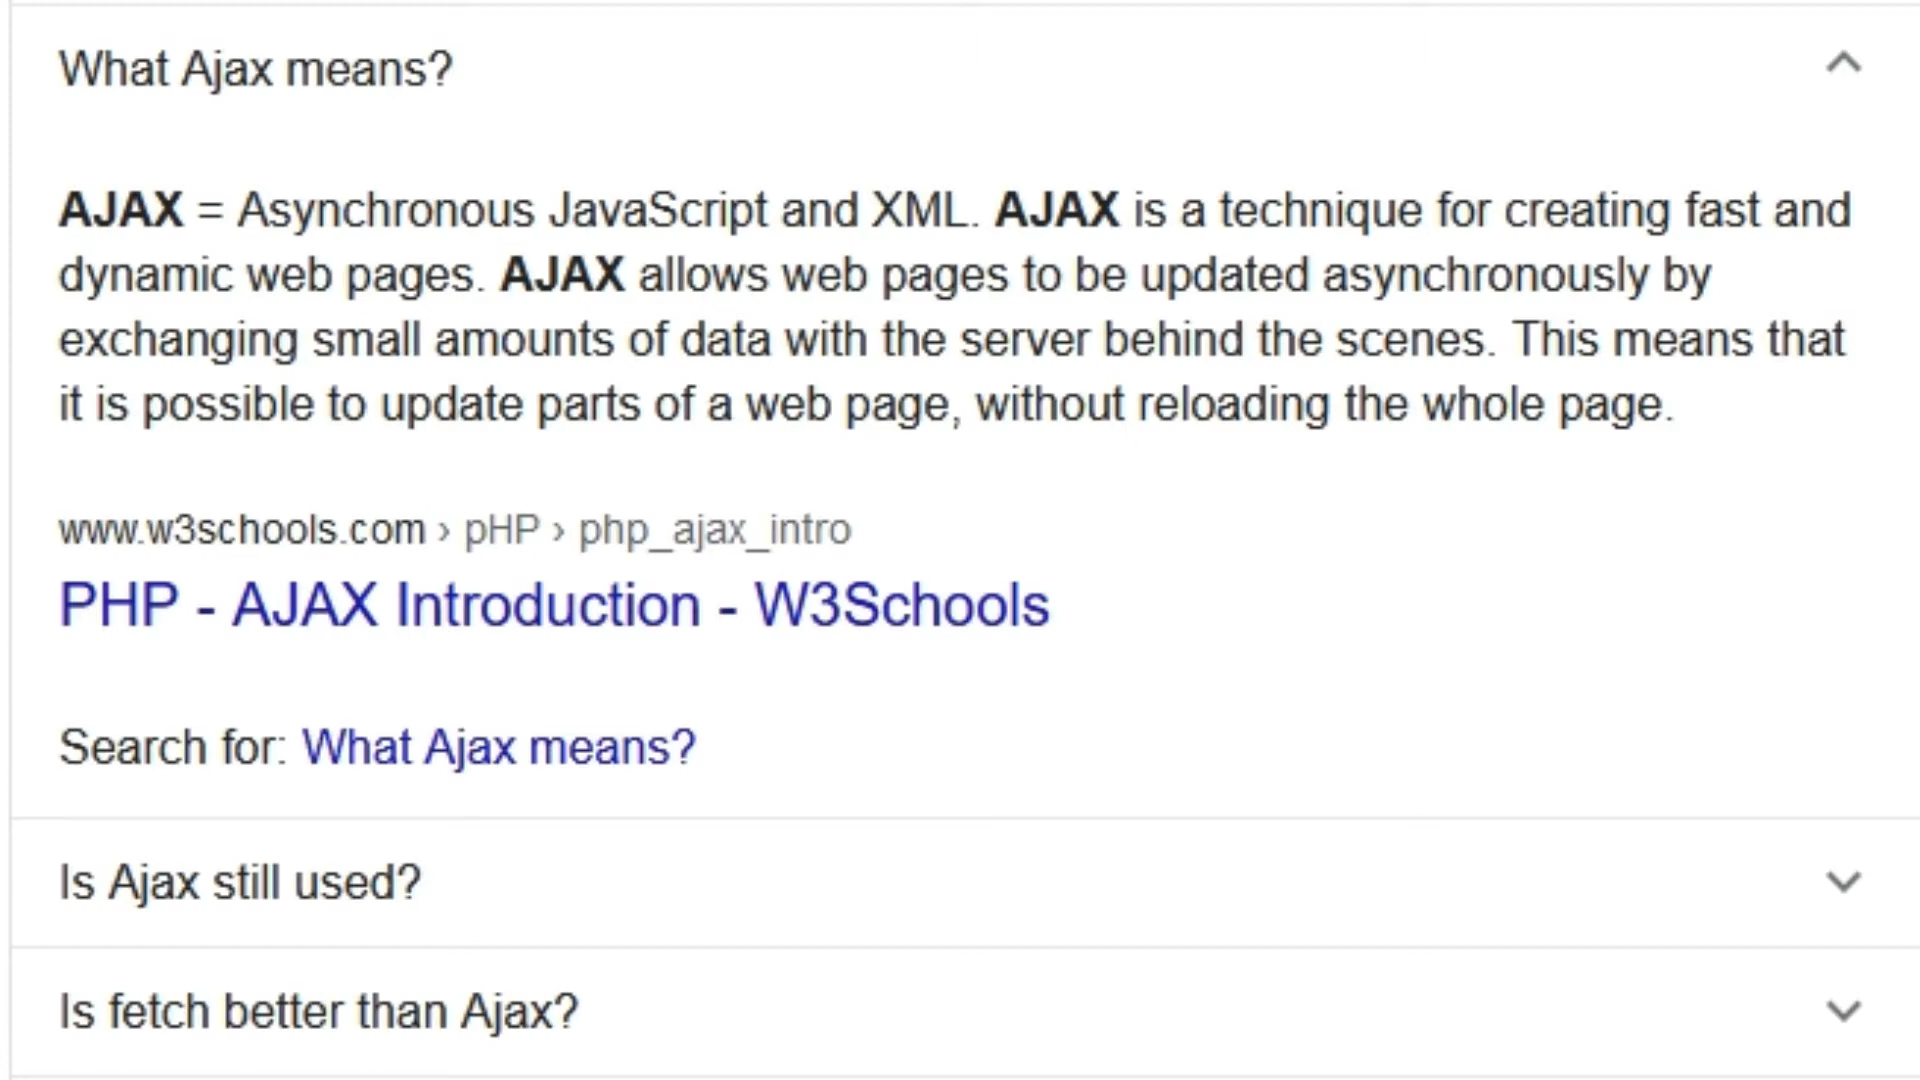 What Ajax means?
AJAX = Asynchronous JavaScript and XML. AJAX is a technique for creating fast and
dynamic web pages. AJAX allows web pages to be updated asynchronously by
exchanging small amounts of data with the server behind the scenes. This means that
it is possible to update parts of a web page, without reloading the whole page.
www.w3schools.com › pHP › php_ajax_intro
PHP - AJAX Introduction - W3Schools
Search for: What Ajax means?
Is Ajax still used?
Is fetch better than Ajax?